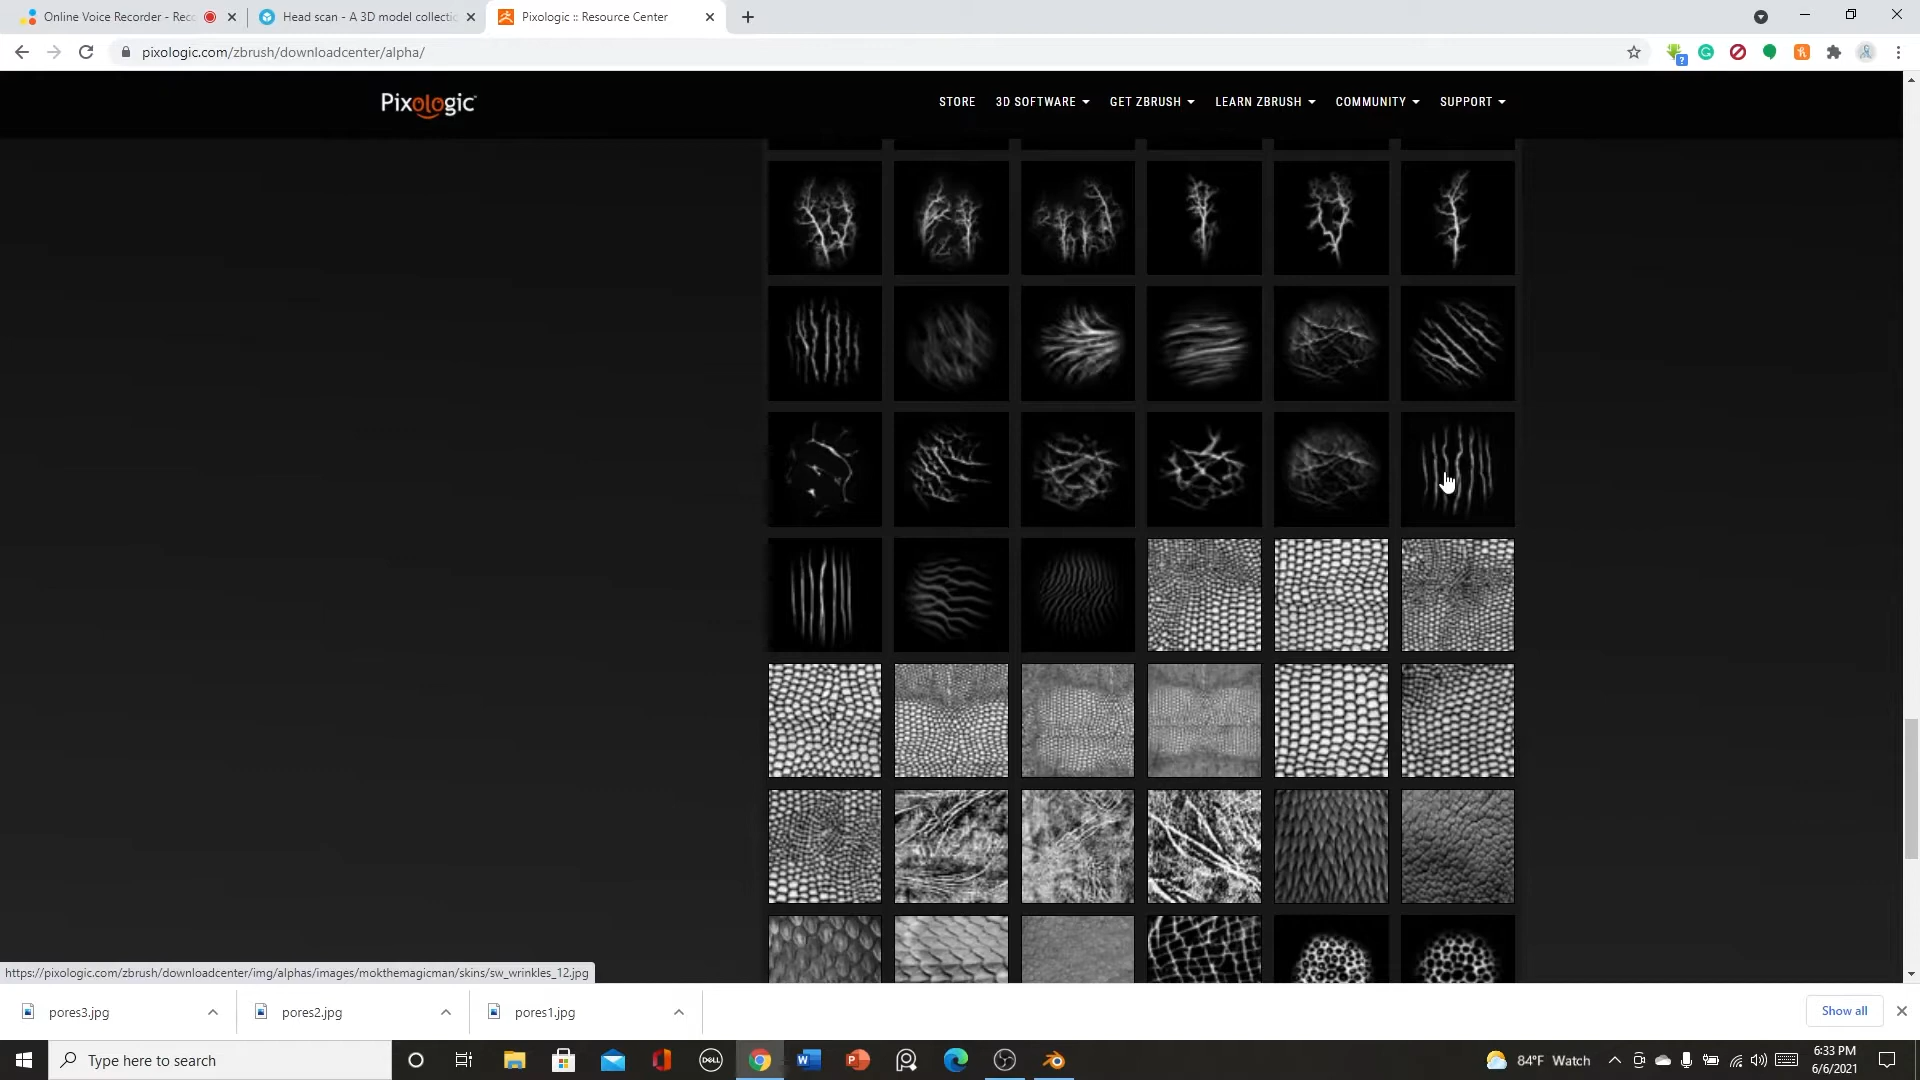 Online Voice Recorder - Rec
Head scan - A 3D model collectic
Pixologic :: Resource Center
pixologic.com/zbrush/downloadcenter/alpha/
Pixologic
STORE
3D SOFTWARE
GET ZBRUSH
LEARN ZBRUSH
COMMUNITY
SUPPORT
https://pixologic.com/zbrush/downloadcenter/img/alphas/images/mokthemagicman/skins/sw_wrinkles_12.jpg
pores3.jpg
pores2.jpg
pores1.jpg
Show all
Type here to search
DELL
84°F Watch
6:33 PM
6/6/2021